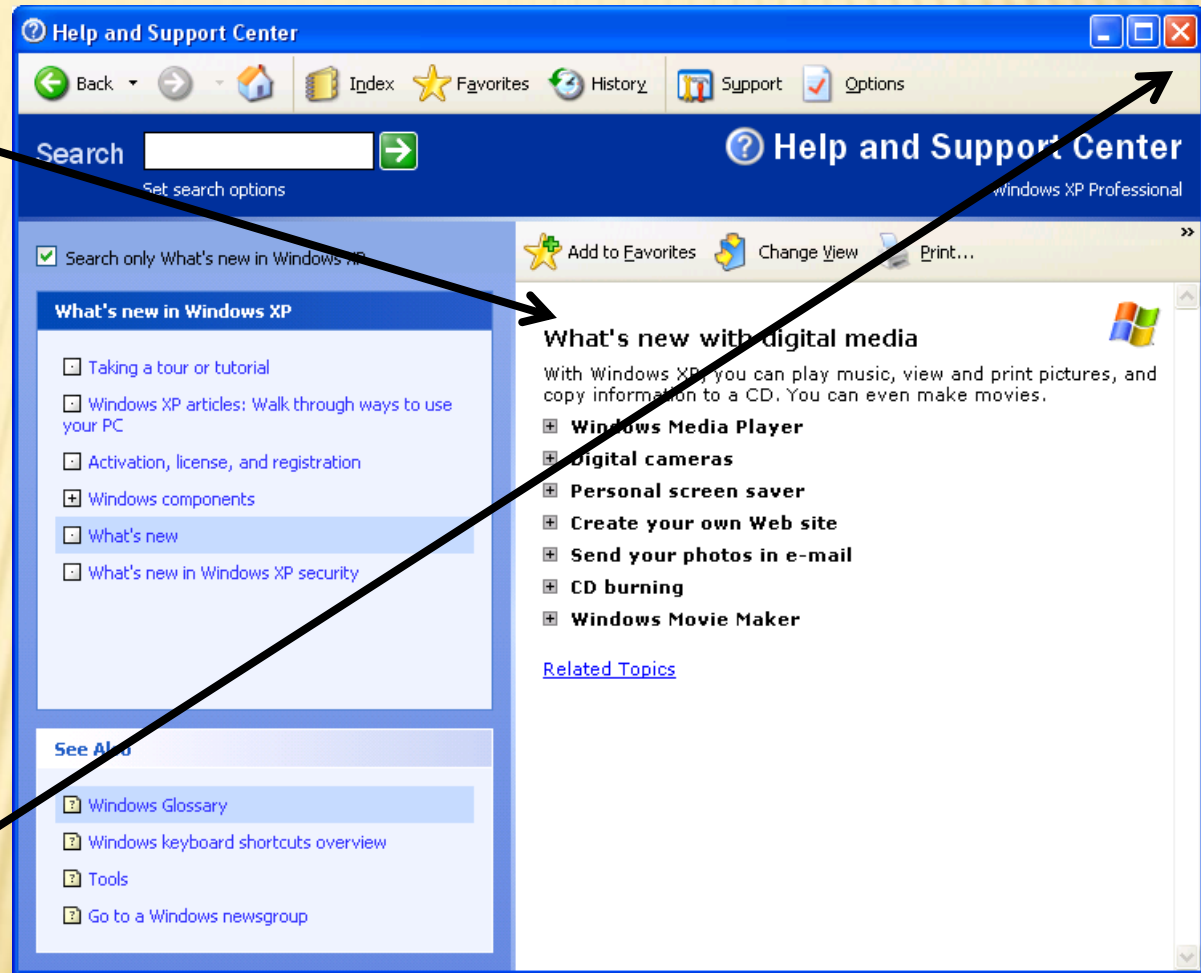 Help and Support Center
Back
Index
Favorites
History
Support
Options
Search
Set search options
Help and Support Center
Windows XP Professional
Search only What's new in Windows XP
What's new in Windows XP
Taking a tour or tutorial
Windows XP articles: Walk through ways to use
your PC
Activation, license, and registration
Windows components
What's new
What's new in Windows XP security
See Also
Windows Glossary
Windows keyboard shortcuts overview
Tools
Go to a Windows newsgroup
Add to Favorites
Change View
Print...
»
What's new with digital media
With Windows XP, you can play music, view and print pictures, and
copy information to a CD. You can even make movies.
Windows Media Player
Digital cameras
Personal screen saver
Create your own Web site
Send your photos in e-mail
CD burning
Windows Movie Maker
Related Topics